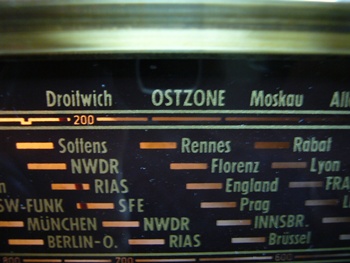 Droitwich OSTZONE Moskau
200
Sottens Rennes Rabat
NWDR Florenz Lyon
RIAS England
SW-FUNK SFE Prag
MÜNCHEN NWDR INNSBR.
BERLIN-O. RIAS Brüssel